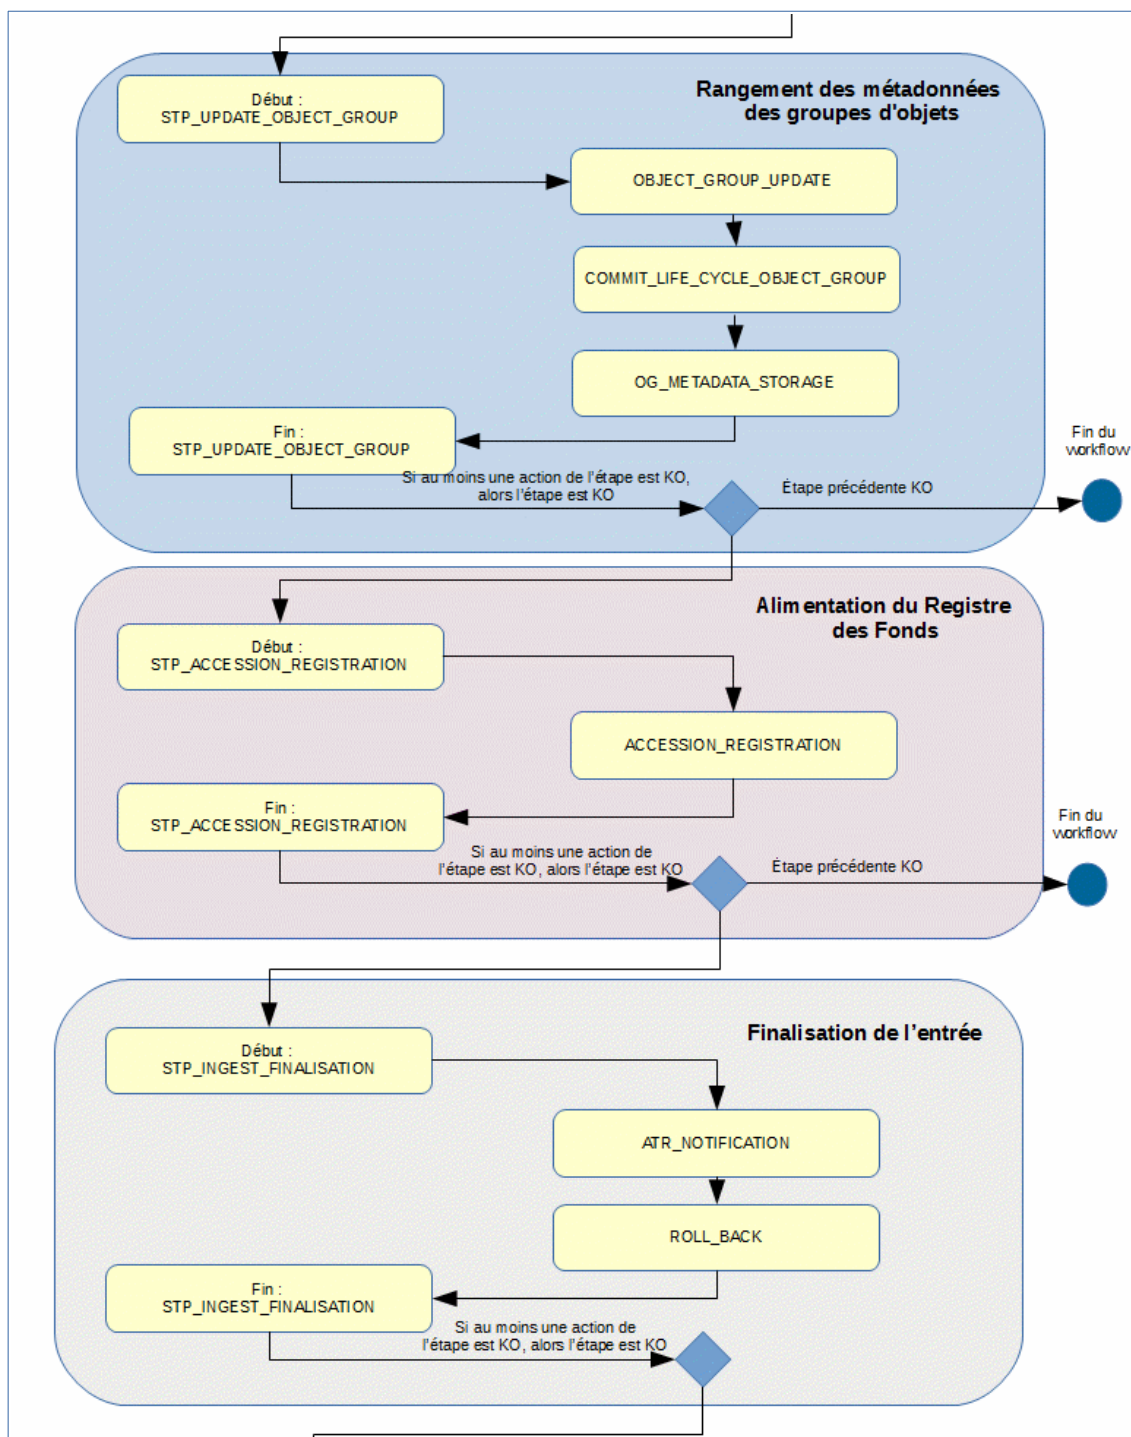 Rangement des métadonnées
des groupes d'objets
Début :
STP_UPDATE_OBJECT_GROUP
OBJECT_GROUP_UPDATE
COMMIT_LIFE_CYCLE_OBJECT_GROUP
OG_METADATA_STORAGE
Fin :
STP_UPDATE_OBJECT_GROUP
Si au moins une action de l'étape est KO,
alors l'étape est KO
Étape précédente KO
Fin du
workflow
Alimentation du Registre
des Fonds
Début :
STP_ACCESSION_REGISTRATION
ACCESSION_REGISTRATION
Fin :
STP_ACCESSION_REGISTRATION
Si au moins une action de
l'étape est KO, alors l'étape est KO
Étape précédente KO
Fin du
workflow
Finalisation de l’entrée
Début :
STP_INGEST_FINALISATION
ATR_NOTIFICATION
ROLL_BACK
Fin :
STP_INGEST_FINALISATION
Si au moins une action de
l'étape est KO, alors l'étape est KO